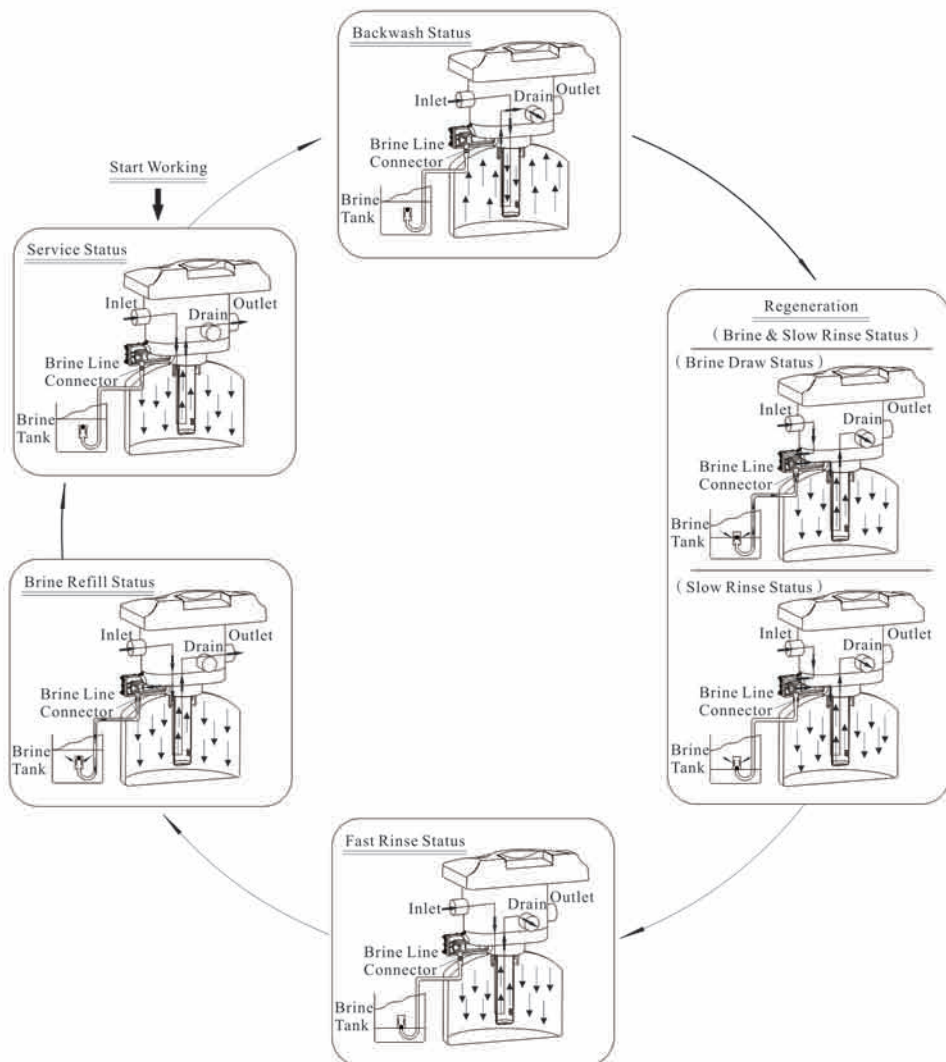 Start Working
Service Status
Inlet
Outlet
Drain
Brine Line
Connector
Brine
Tank
Backwash Status
Inlet
Drain
Outlet
Brine Line
Connector
Brine
Tank
Regeneration
( Brine & Slow Rinse Status )
( Brine Draw Status )
Inlet
Outlet
Drain
Brine Line
Connector
Brine
Tank
( Slow Rinse Status )
Inlet
Outlet
Drain
Brine Line
Connector
Brine
Tank
Fast Rinse Status
Inlet
Drain
Outlet
Brine Line
Connector
Brine
Tank
Brine Refill Status
Inlet
Outlet
Drain
Brine Line
Connector
Brine
Tank